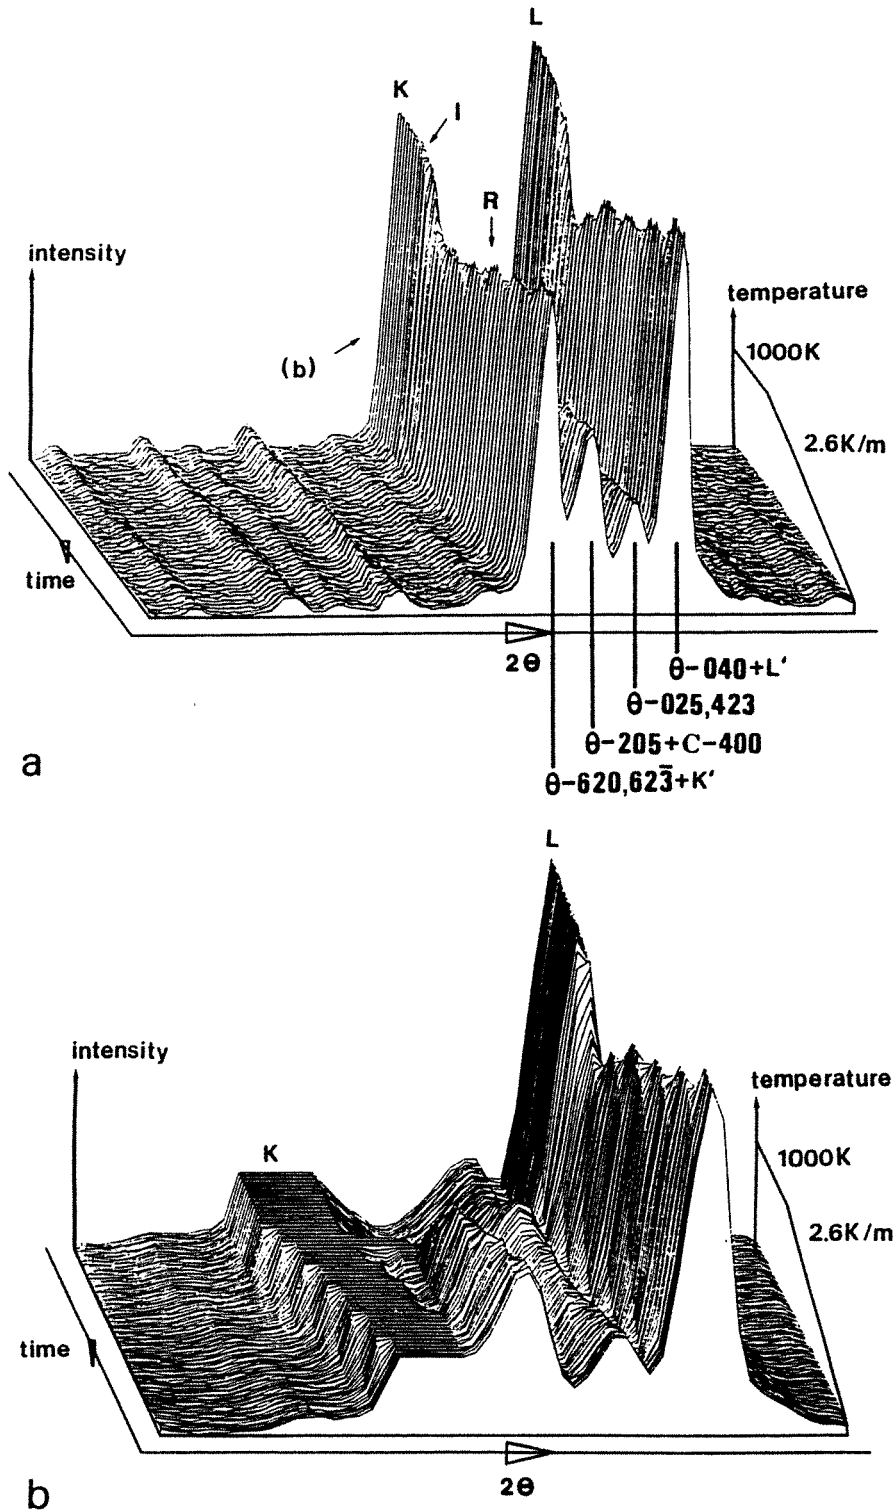 L
K
I
R
intensity
temperature
1000K
(b)
2.6K/m
time
2θ
θ-040+L'
θ-025,423
θ-205+C-400
θ-620,623̅+K'
a
L
intensity
temperature
K
1000K
2.6K/m
time
2θ
b